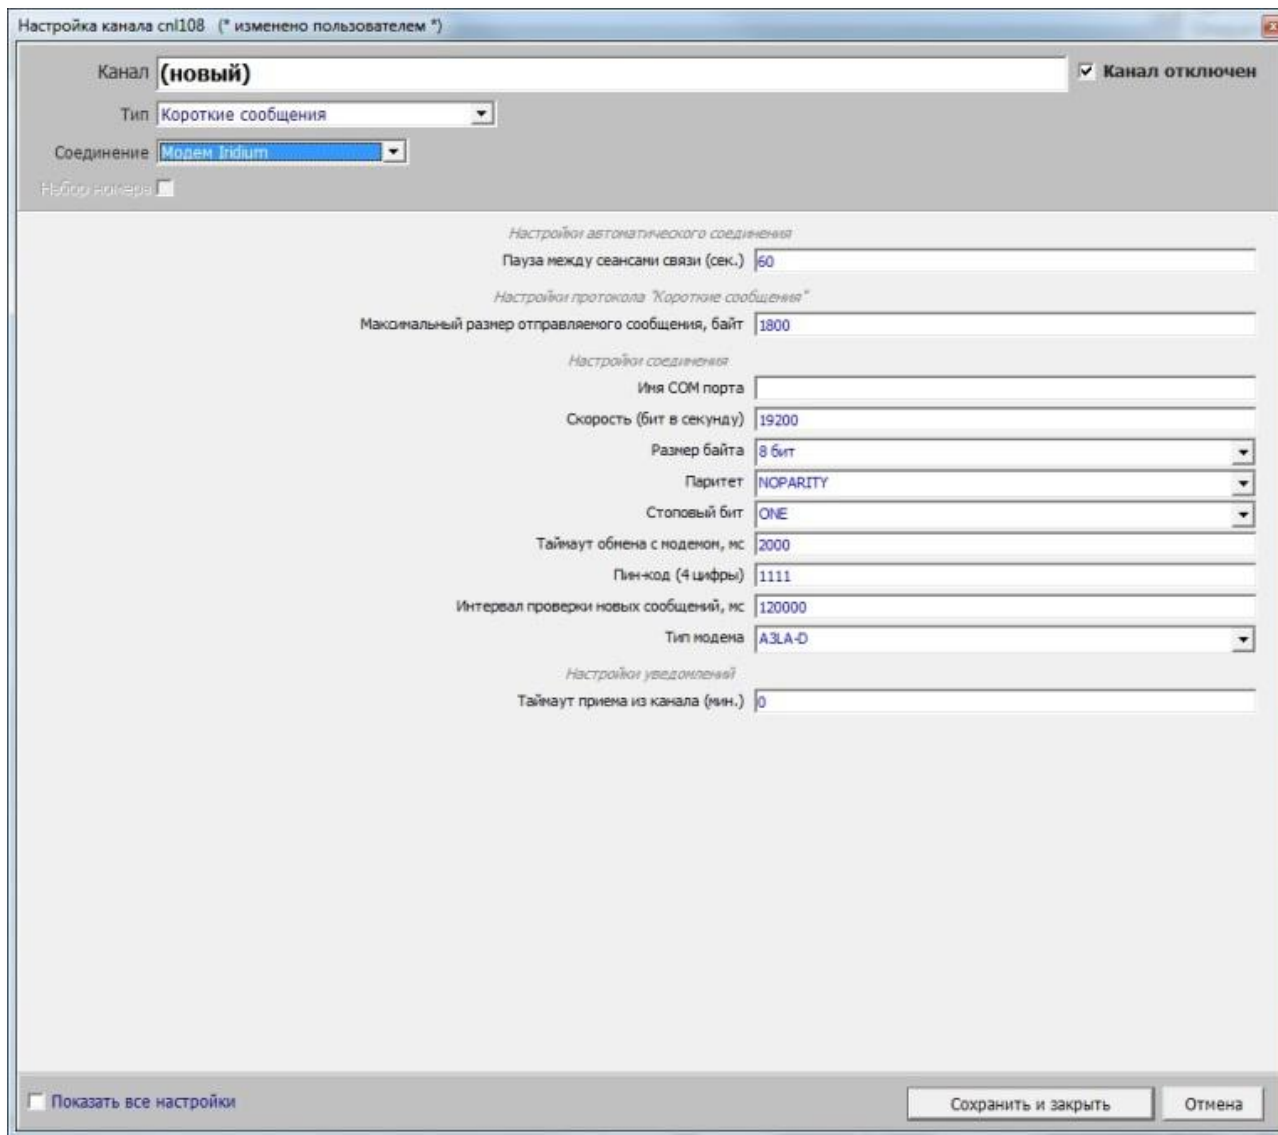 Настройка канала cnl108 (* изменено пользователем *)
Канал (новый) Канал отключен
Тип Короткие сообщения
Соединение Модем Iridium
Набор номера
Настройки автоматического соединения
Пауза между сеансами связи (сек.) 60
Настройки протокола "Короткие сообщения"
Максимальный размер отправляемого сообщения, байт 1800
Настройки соединения
Имя COM порта
Скорость (бит в секунду) 19200
Размер байта 8 бит
Паритет NOPARITY
Стоповый бит ONE
Таймаут обмена с модемом, мс 2000
Пин-код (4 цифры) 1111
Интервал проверки новых сообщений, мс 120000
Тип модема A3LA-D
Настройки уведомлений
Таймаут приема из канала (мин.) 0
Показать все настройки Сохранить и закрыть Отмена